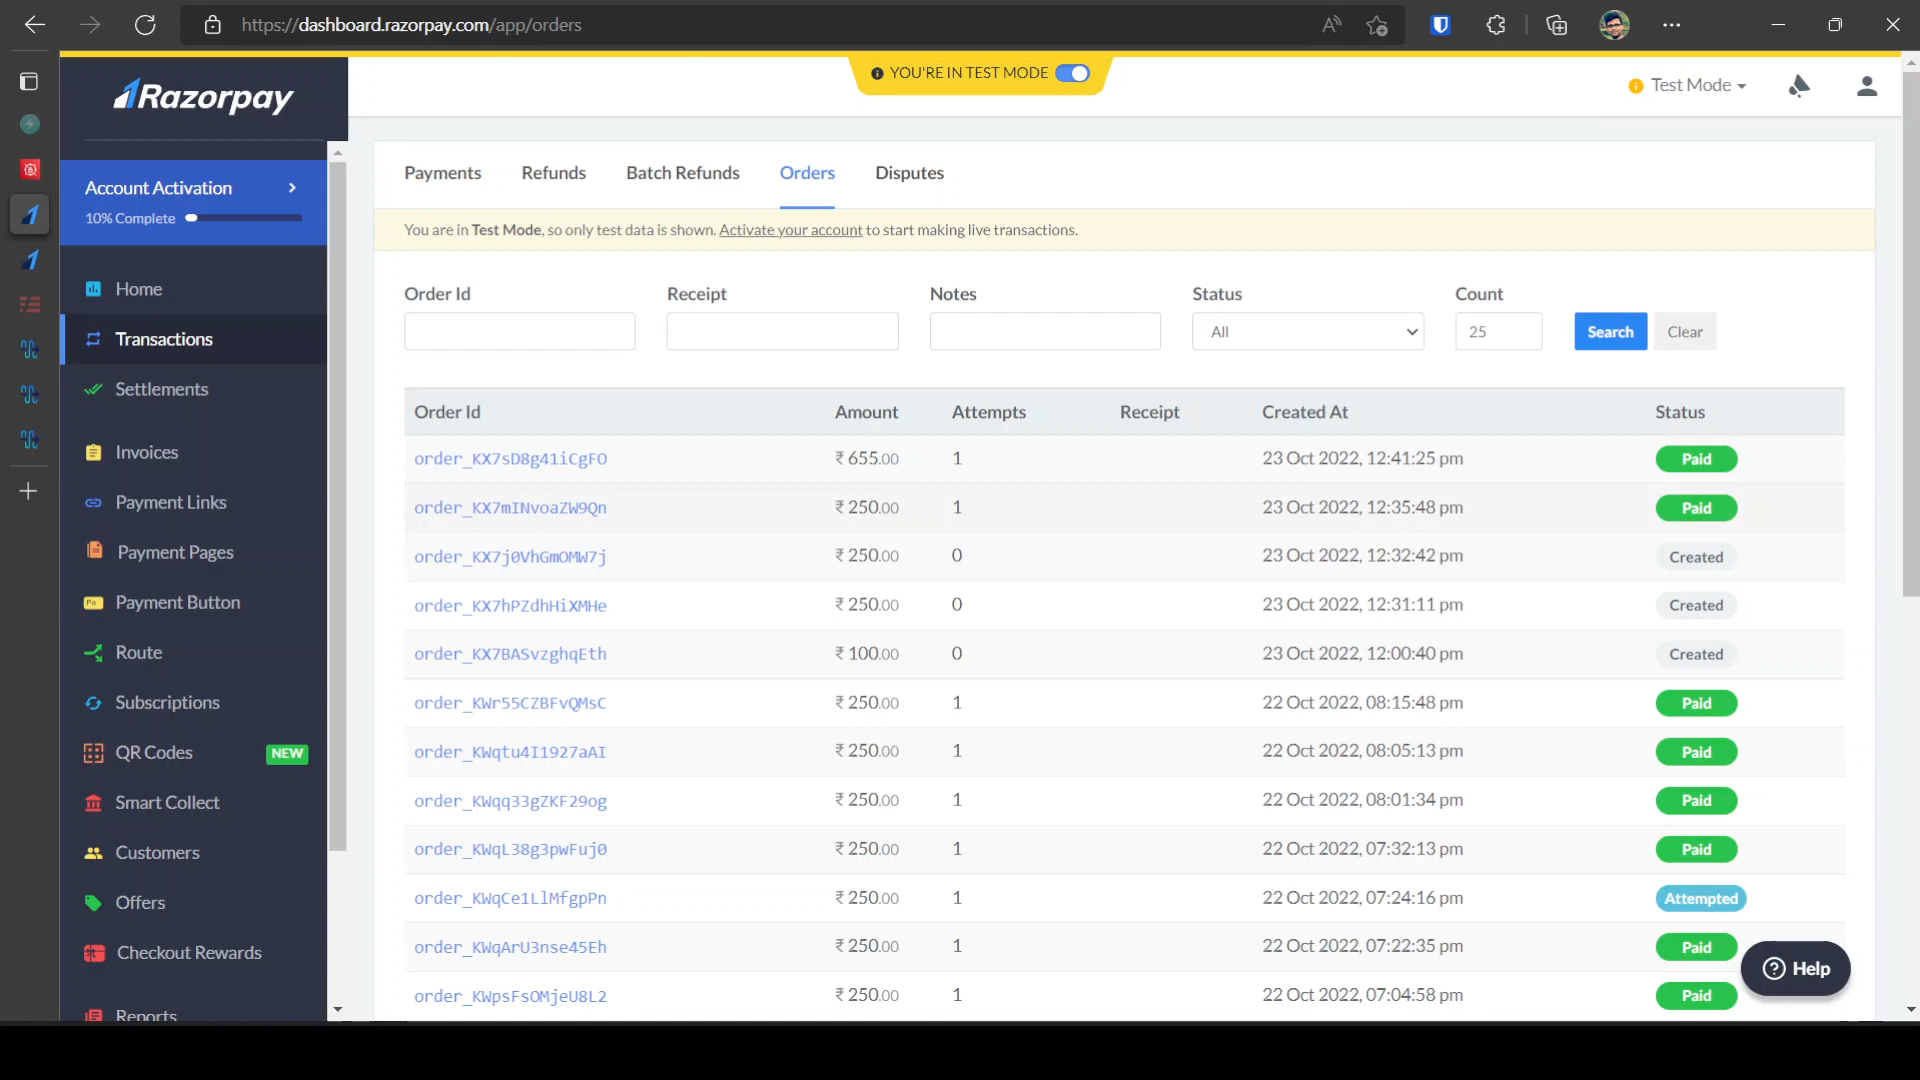 https://dashboard.razorpay.com/app/orders
YOU'RE IN TEST MODE
Test Mode
Razorpay
Account Activation
10% Complete
Home
Transactions
Settlements
Invoices
Payment Links
Payment Pages
Payment Button
Route
Subscriptions
QR Codes NEW
Smart Collect
Customers
Offers
Checkout Rewards
Reports
Payments Refunds Batch Refunds Orders Disputes
You are in Test Mode, so only test data is shown. Activate your account to start making live transactions.
Order Id Receipt Notes Status Count
All 25 Search Clear
Order Id Amount Attempts Receipt Created At Status
order_KX7sD8g41iCgFO ₹ 655.00 1 23 Oct 2022, 12:41:25 pm Paid
order_KX7mINvoaZW9Qn ₹ 250.00 1 23 Oct 2022, 12:35:48 pm Paid
order_KX7j0VhGmOMW7j ₹ 250.00 0 23 Oct 2022, 12:32:42 pm Created
order_KX7hPZdhHiXMHe ₹ 250.00 0 23 Oct 2022, 12:31:11 pm Created
order_KX7BASvzghqEth ₹ 100.00 0 23 Oct 2022, 12:00:40 pm Created
order_KWr55CZBFvQMsC ₹ 250.00 1 22 Oct 2022, 08:15:48 pm Paid
order_KWqtu4I1927aAI ₹ 250.00 1 22 Oct 2022, 08:05:13 pm Paid
order_KWqq33gZKF29og ₹ 250.00 1 22 Oct 2022, 08:01:34 pm Paid
order_KWqL38g3pwFuj0 ₹ 250.00 1 22 Oct 2022, 07:32:13 pm Paid
order_KWqCe1LlMfgpPn ₹ 250.00 1 22 Oct 2022, 07:24:16 pm Attempted
order_KWqArU3nse45Eh ₹ 250.00 1 22 Oct 2022, 07:22:35 pm Paid
order_KWpsFsOMjeU8L2 ₹ 250.00 1 22 Oct 2022, 07:04:58 pm Paid
Help